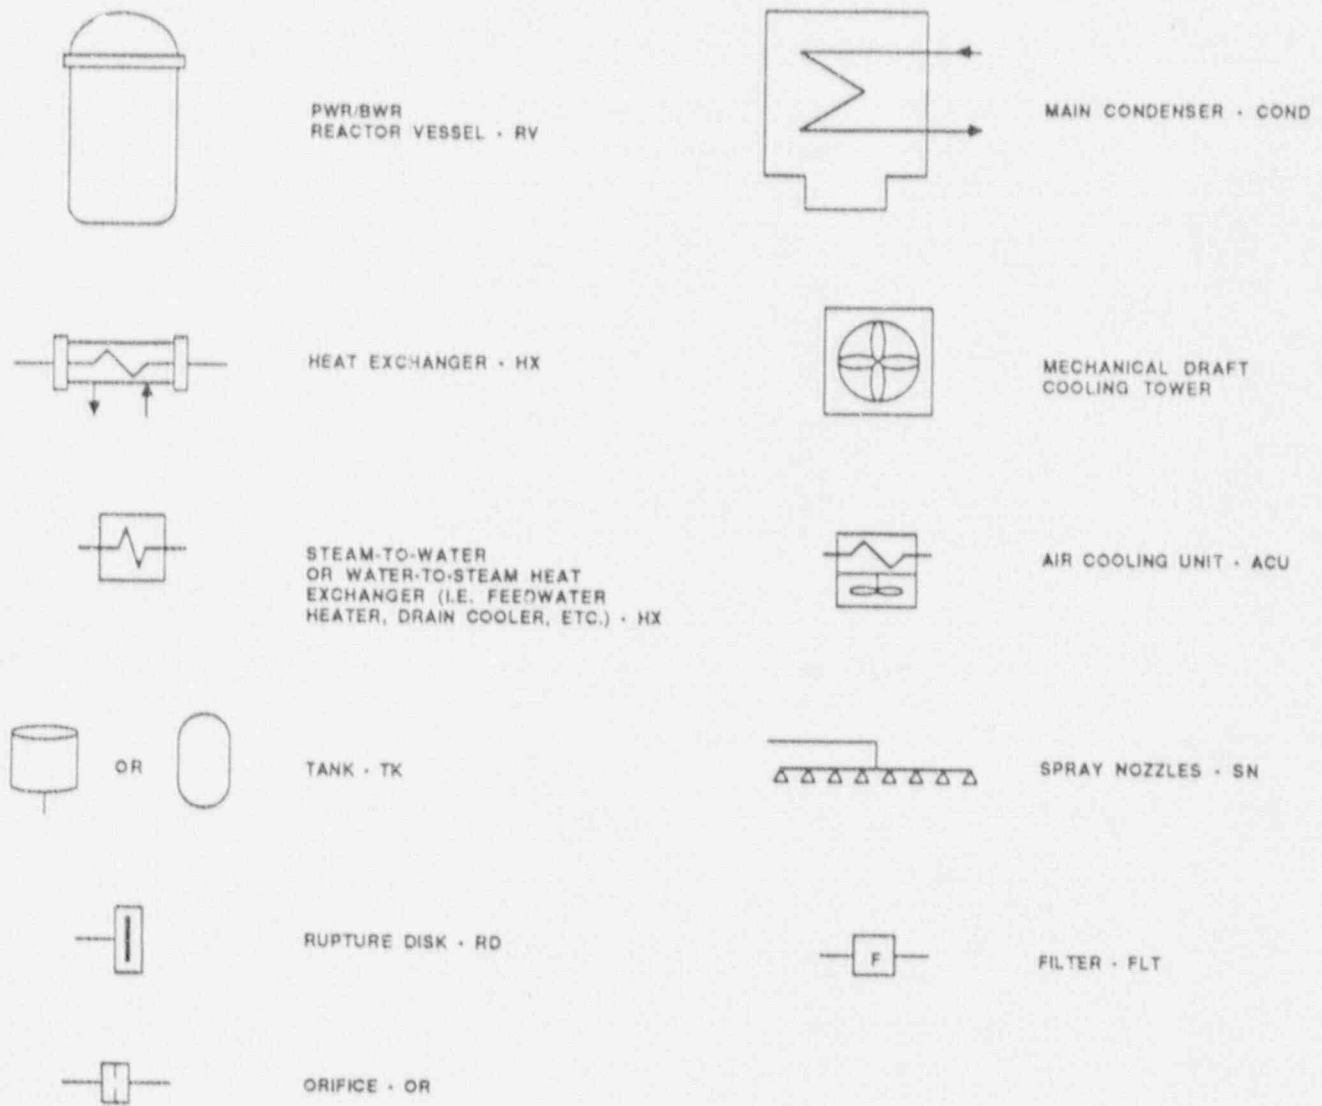 PWR/BWR
REACTOR VESSEL - RV
MAIN CONDENSER - COND
HEAT EXCHANGER - HX
MECHANICAL DRAFT
COOLING TOWER
STEAM-TO-WATER
OR WATER-TO-STEAM HEAT
EXCHANGER (I.E. FEEDWATER
HEATER, DRAIN COOLER, ETC.) - HX
AIR COOLING UNIT - ACU
OR
TANK - TK
SPRAY NOZZLES - SN
RUPTURE DISK - RD
F
FILTER - FLT
ORIFICE - OR